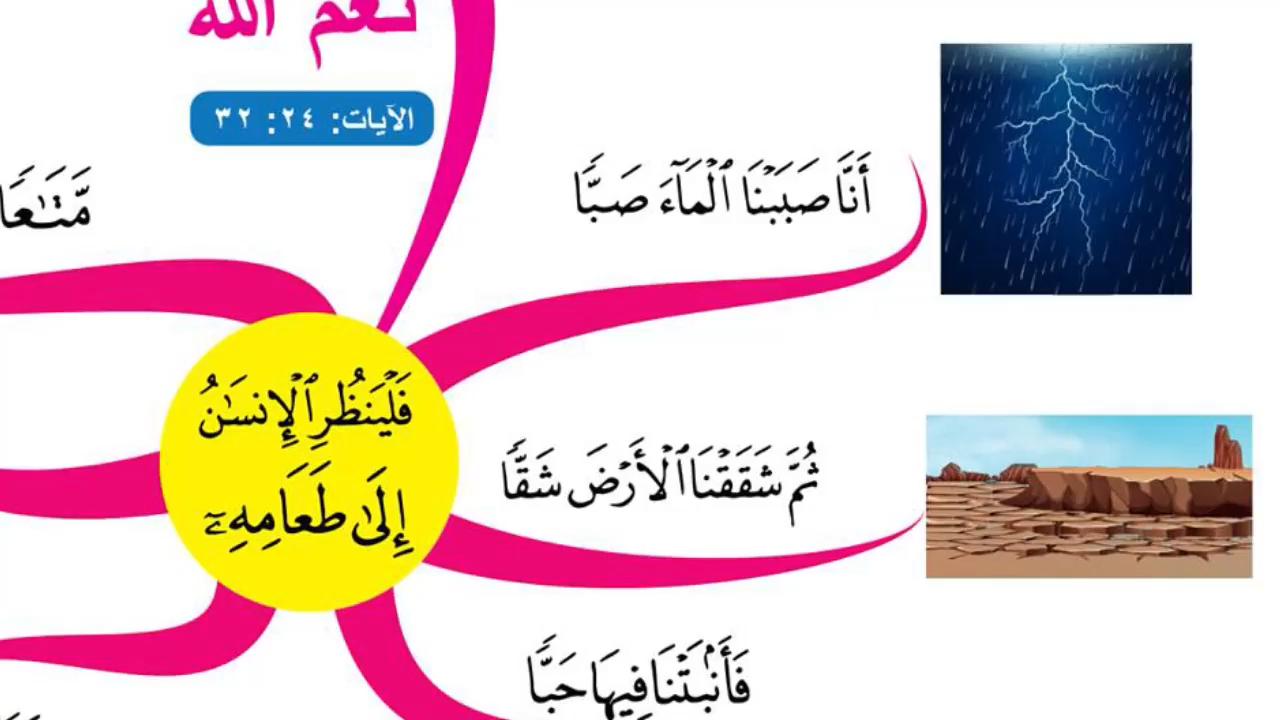 نعم الله
الآيات: ٢٤ : ٣٢
أَنَّا صَبَبْنَا ٱلْمَآءَ صَبًّا
مَّتَٰعًا
فَلْيَنظُرِ ٱلْإِنسَٰنُ
إِلَىٰ طَعَامِهِۦٓ
ثُمَّ شَقَقْنَا ٱلْأَرْضَ شَقًّا
فَأَنۢبَتْنَا فِيهَا حَبًّا